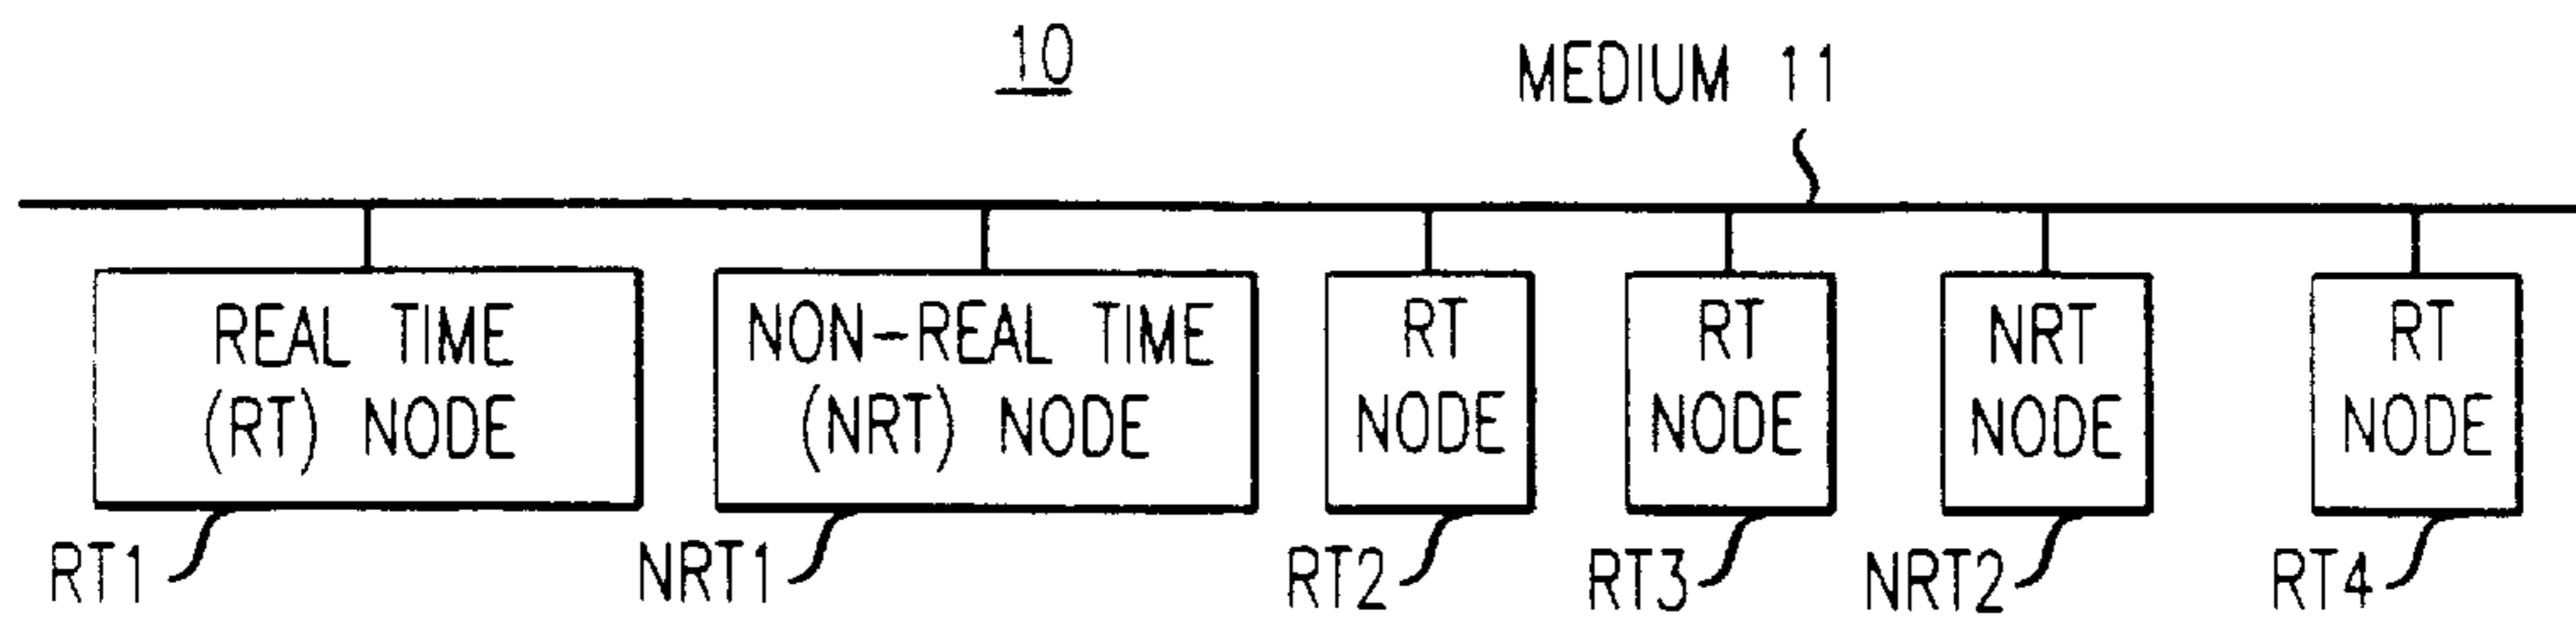 10
MEDIUM 11
REAL TIME
(RT) NODE
NON-REAL TIME
(NRT) NODE
RT
NODE
RT
NODE
NRT
NODE
RT
NODE
RT1
NRT1
RT2
RT3
NRT2
RT4